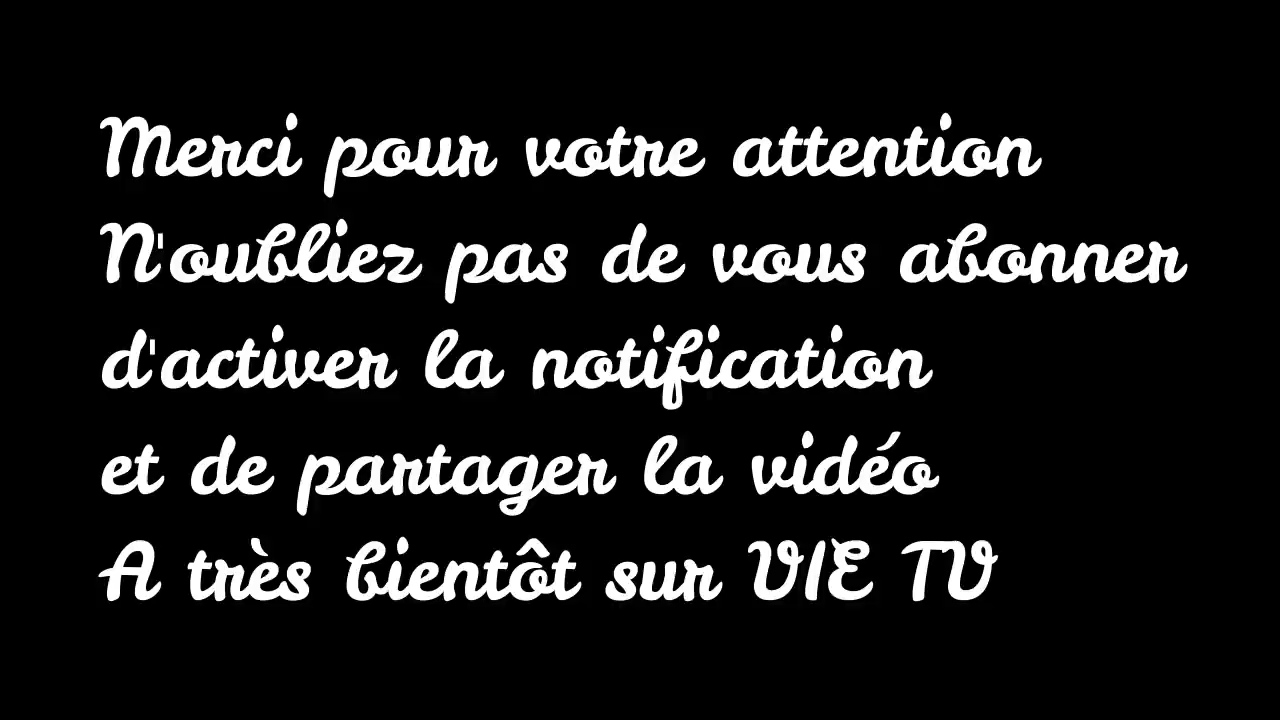 Merci pour votre attention
N'oubliez pas de vous abonner
d'activer la notification
et de partager la vidéo
A très bientôt sur VIE TV